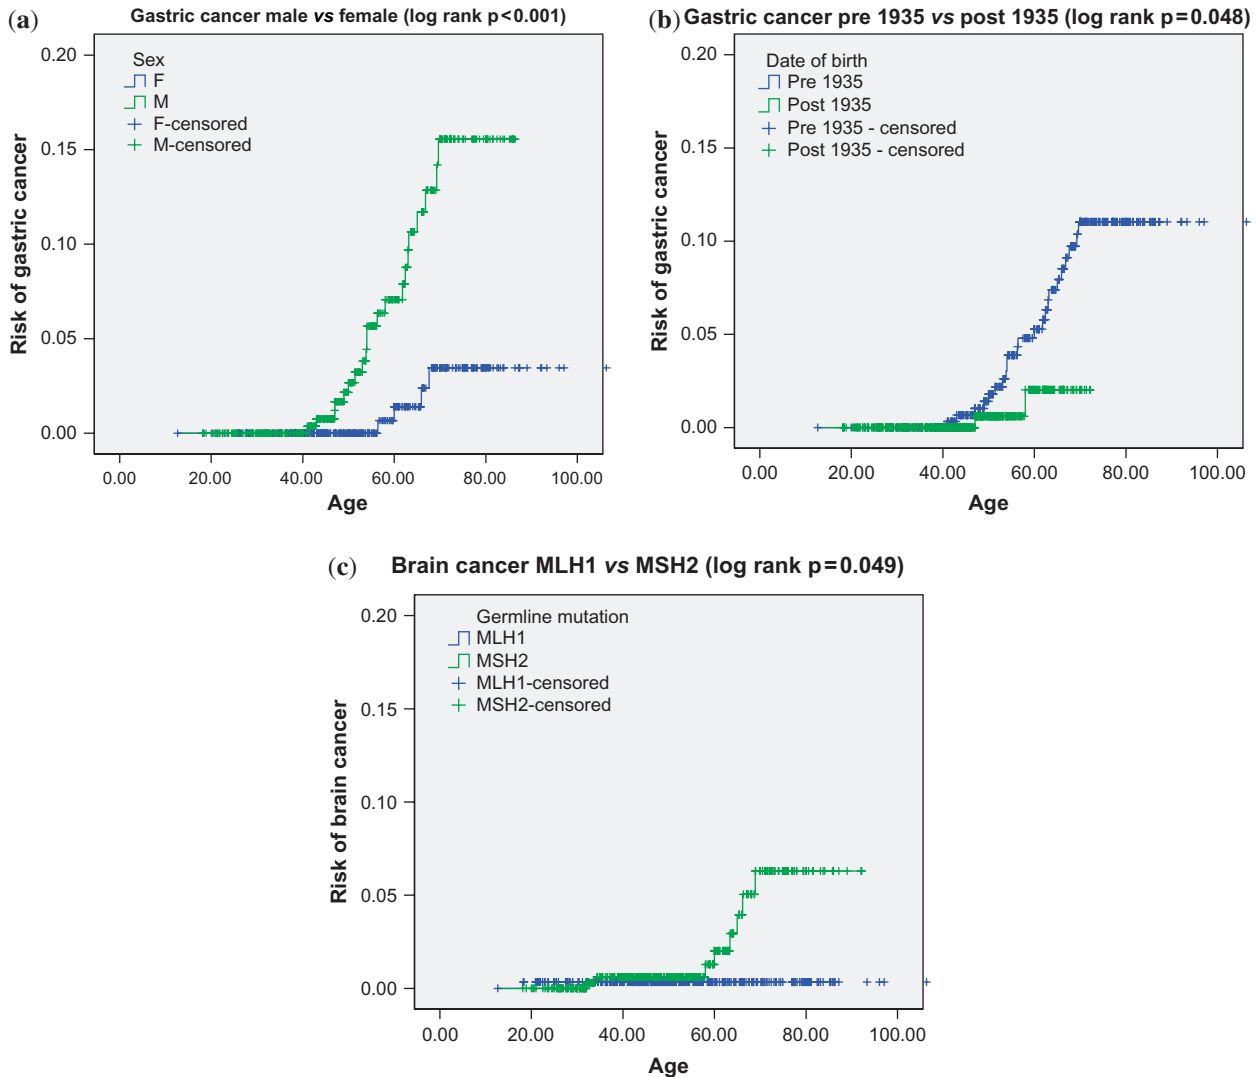 (a) Gastric cancer male vs female (log rank p<0.001)
Sex
F
M
F-censored
M-censored
Risk of gastric cancer
0.20
0.15
0.10
0.05
0.00
0.00 20.00 40.00 60.00 80.00 100.00
Age
(b) Gastric cancer pre 1935 vs post 1935 (log rank p=0.048)
Date of birth
Pre 1935
Post 1935
Pre 1935 - censored
Post 1935 - censored
Risk of gastric cancer
0.20
0.15
0.10
0.05
0.00
0.00 20.00 40.00 60.00 80.00 100.00
Age
(c) Brain cancer MLH1 vs MSH2 (log rank p=0.049)
Germline mutation
MLH1
MSH2
MLH1-censored
MSH2-censored
Risk of brain cancer
0.20
0.15
0.10
0.05
0.00
0.00 20.00 40.00 60.00 80.00 100.00
Age